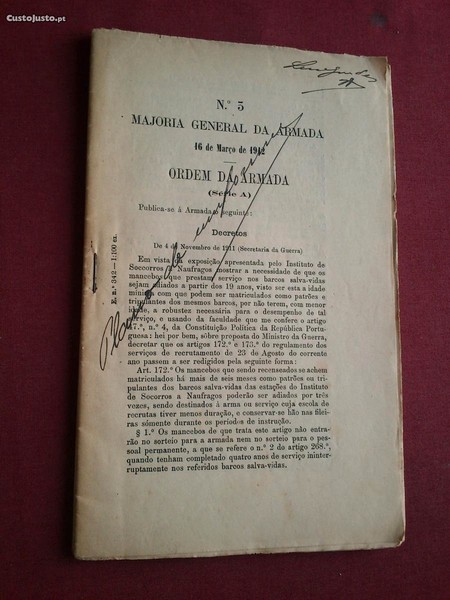 CustoJusto.pt
N.º 5
MAJORIA GENERAL DA ARMADA
16 de Março de 1912
ORDEM DA ARMADA
(Série A)
Publica-se á Armada o seguinte:
Decretos
De 4 de Novembro de 1911 (Secretaria da Guerra)
Em vista da exposição apresentada pelo Instituto de
Socorros a Naufragos mostrar a necessidade de que os
mancebos que prestam serviço nos barcos salva-vidas
sejam adiados a partir dos 19 anos, visto ser esta a idade
minima com que podem ser matriculados como patrões e
tripulantes dos mesmos barcos, por não terem, com menor
idade, a robustez necessária para o desempenho de tal
serviço, e usando da faculdade que me confere o artigo
47.º, n.º 4, da Constituição Politica da República Portu-
guesa: hei por bem, sôbre proposta do Ministro da Guerra,
decretar que os artigos 172.º e 173.º do regulamento dos
serviços de recrutamento de 23 de Agosto do corrente
ano passem a ser redigidos pela seguinte forma:
Art. 172.º Os mancebos que sendo recenseados se achem
matriculados há mais de seis meses como patrões ou tri-
pulantes dos barcos salva-vidas das estações do Instituto
de Socorros a Naufragos poderão ser adiados por três
vezes, sendo destinados à arma ou serviço cuja escola de
recrutas tiver menos duração, e conservar-se hão nas filei-
ras sómente durante os periodos de instrução.
§ 1.º Os mancebos de que trata este artigo não entra-
rão no sorteio para a armada nem no sorteio para o pes-
soal permanente, a que se refere o n.º 2 do artigo 268.º,
quando tenham completado quatro anos de serviço ininter-
ruptamente nos referidos barcos salva-vidas.
E. n.º 342 — 1:100 ex.